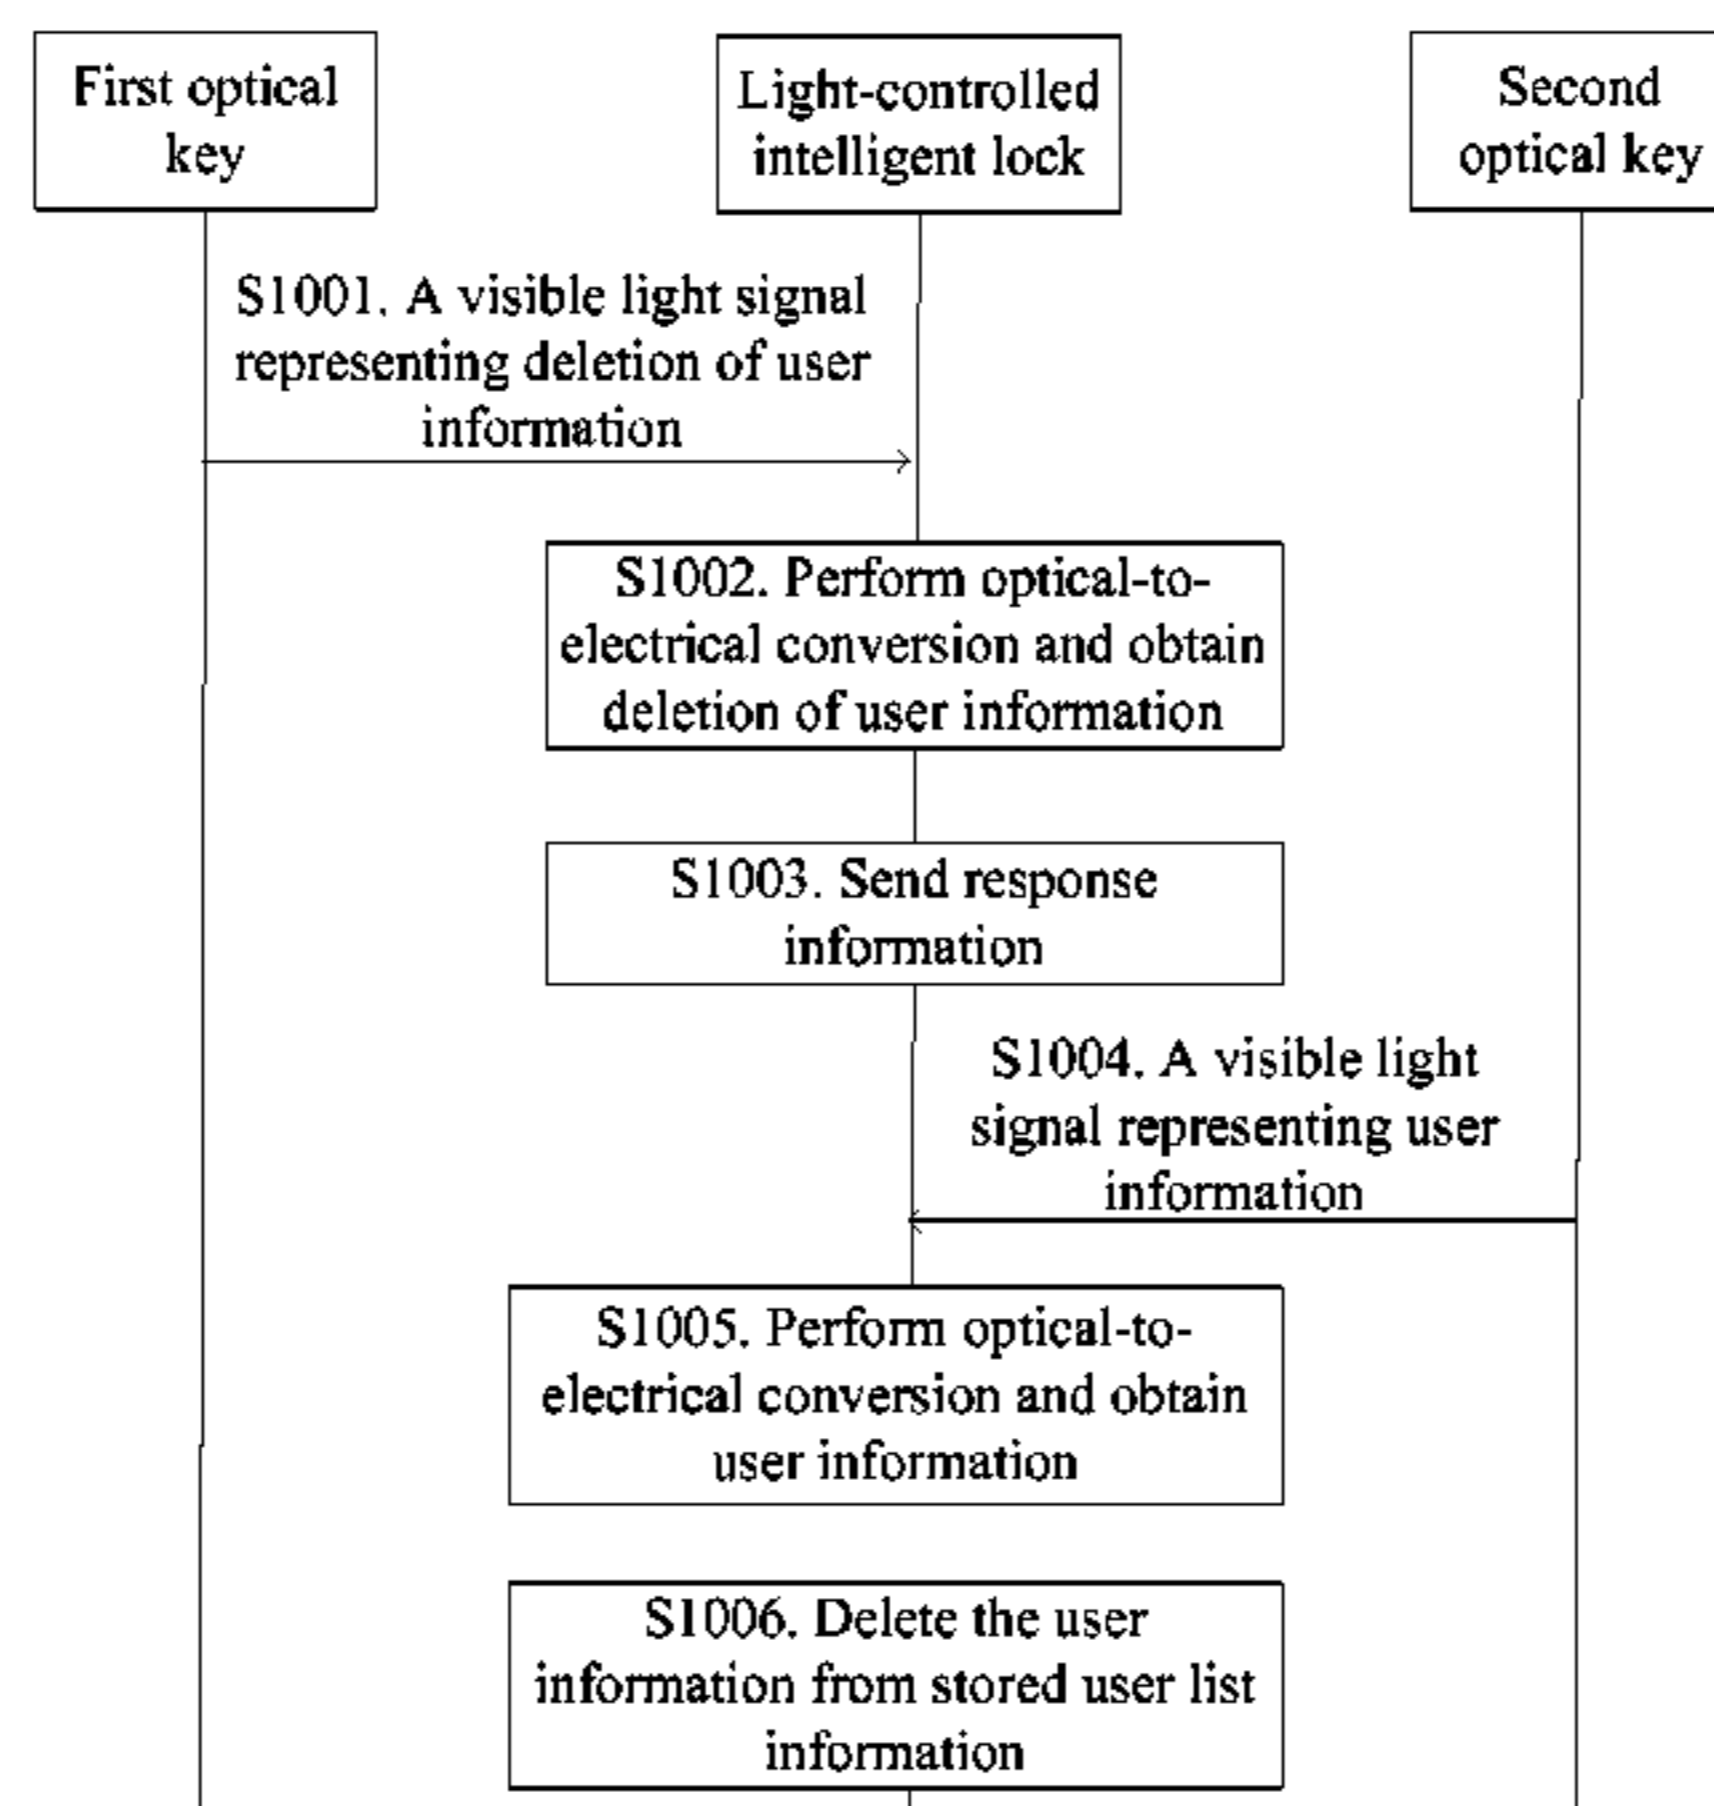 First optical
key
Light-controlled
intelligent lock
Second
optical key
S1001. A visible light signal
representing deletion of user
information
S1002. Perform optical-to-
electrical conversion and obtain
deletion of user information
S1003. Send response
information
S1004. A visible light
signal representing user
information
S1005. Perform optical-to-
electrical conversion and obtain
user information
S1006. Delete the user
information from stored user list
information